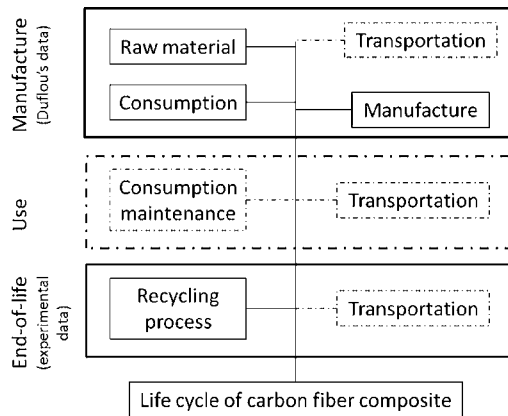 Manufacture
(Duflou's data)
Raw material
Transportation
Consumption
Manufacture
Use
Consumption
maintenance
Transportation
End-of-life
(experimental
data)
Recycling
process
Transportation
Life cycle of carbon fiber composite